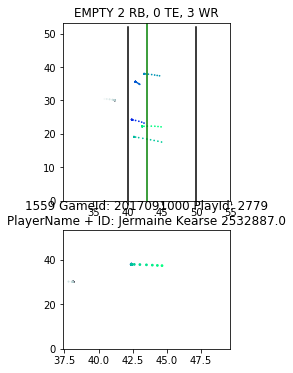 EMPTY 2 RB, 0 TE, 3 WR
50
40
30
20
10
0
35 40 45 50 55
1559 GameId: 2017091000 PlayId: 2779
PlayerName + ID: Jermaine Kearse 2532887.0
40
20
0
37.5 40.0 42.5 45.0 47.5